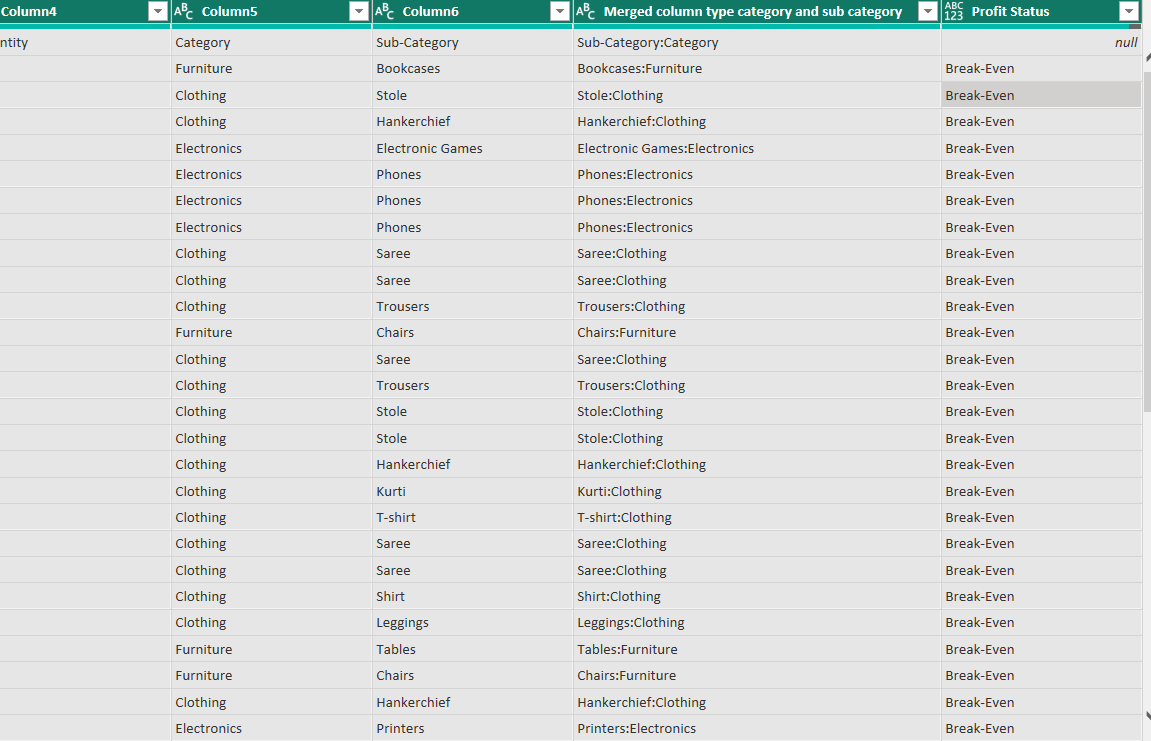 Column4 ABC Column5 ABC Column6 ABC Merged column type category and sub category ABC 123 Profit Status
ntity Category Sub-Category Sub-Category:Category null
Furniture Bookcases Bookcases:Furniture Break-Even
Clothing Stole Stole:Clothing Break-Even
Clothing Hankerchief Hankerchief:Clothing Break-Even
Electronics Electronic Games Electronic Games:Electronics Break-Even
Electronics Phones Phones:Electronics Break-Even
Electronics Phones Phones:Electronics Break-Even
Electronics Phones Phones:Electronics Break-Even
Clothing Saree Saree:Clothing Break-Even
Clothing Saree Saree:Clothing Break-Even
Clothing Trousers Trousers:Clothing Break-Even
Furniture Chairs Chairs:Furniture Break-Even
Clothing Saree Saree:Clothing Break-Even
Clothing Trousers Trousers:Clothing Break-Even
Clothing Stole Stole:Clothing Break-Even
Clothing Stole Stole:Clothing Break-Even
Clothing Hankerchief Hankerchief:Clothing Break-Even
Clothing Kurti Kurti:Clothing Break-Even
Clothing T-shirt T-shirt:Clothing Break-Even
Clothing Saree Saree:Clothing Break-Even
Clothing Saree Saree:Clothing Break-Even
Clothing Shirt Shirt:Clothing Break-Even
Clothing Leggings Leggings:Clothing Break-Even
Furniture Tables Tables:Furniture Break-Even
Furniture Chairs Chairs:Furniture Break-Even
Clothing Hankerchief Hankerchief:Clothing Break-Even
Electronics Printers Printers:Electronics Break-Even